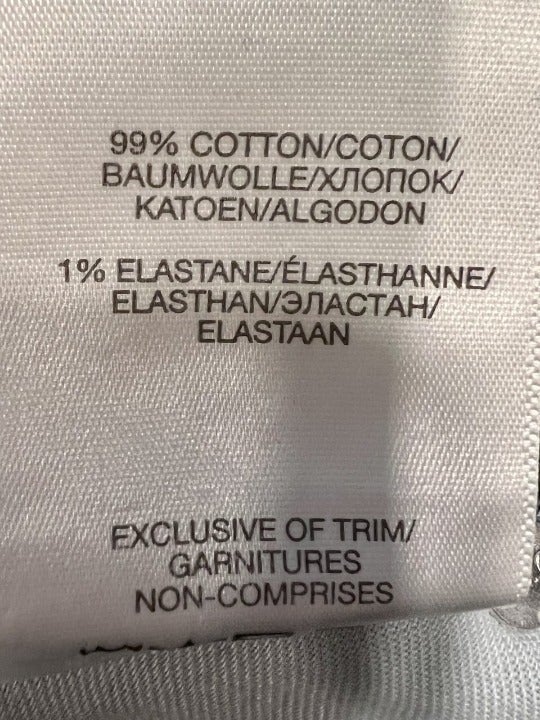 99% COTTON/COTON/
BAUMWOLLE/ХЛОПОК/
KATOEN/ALGODON
1% ELASTANE/ÉLASTHANNE/
ELASTHAN/ЭЛАСТАН/
ELASTAAN
EXCLUSIVE OF TRIM/
GARNITURES
NON-COMPRISES